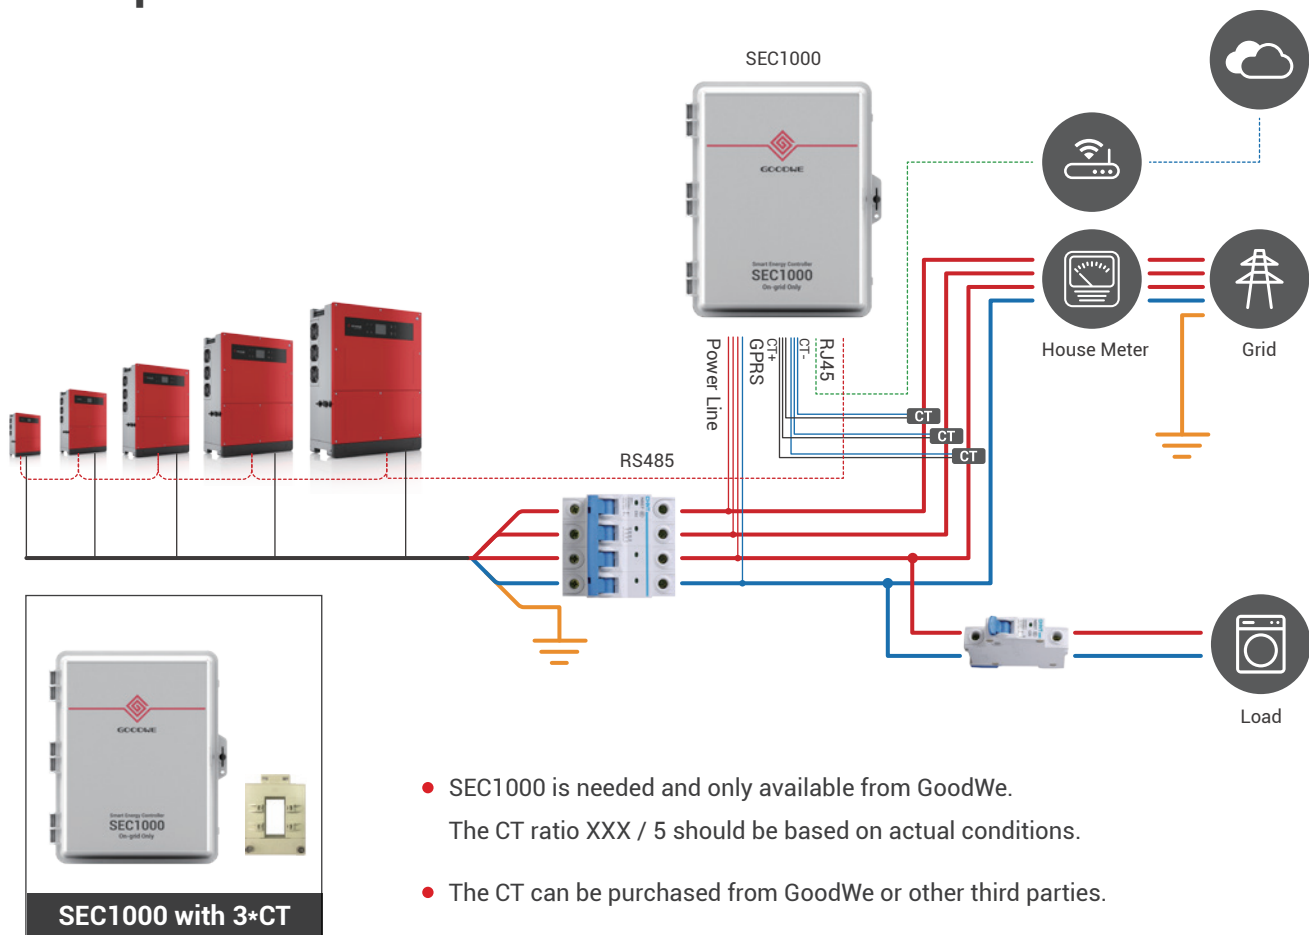 SEC1000
GOODWE
Smart Energy Controller
SEC1000
On-grid Only
House Meter
Grid
Power Line
GPRS
CT+
CT-
RJ45
CT
CT
CT
RS485
Load
GOODWE
Smart Energy Controller
SEC1000
On-grid Only
SEC1000 with 3*CT
SEC1000 is needed and only available from GoodWe.
The CT ratio XXX / 5 should be based on actual conditions.
The CT can be purchased from GoodWe or other third parties.